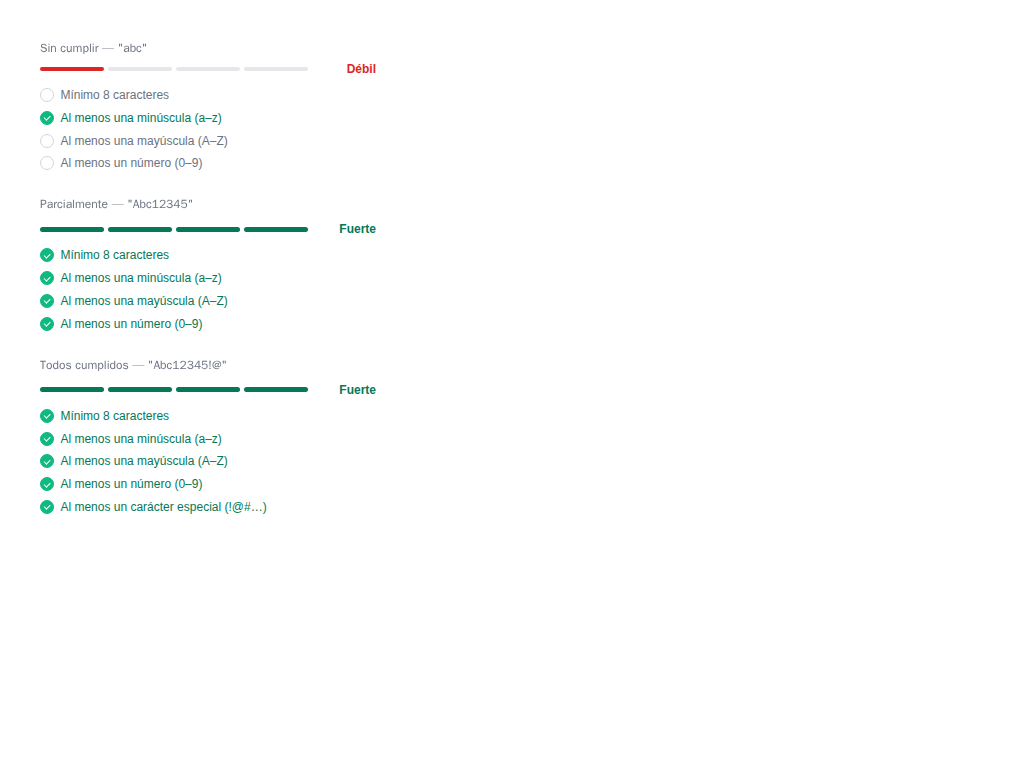 Sin cumplir — "abc"
Débil
Mínimo 8 caracteres
Al menos una minúscula (a–z)
Al menos una mayúscula (A–Z)
Al menos un número (0–9)
Parcialmente — "Abc12345"
Fuerte
Mínimo 8 caracteres
Al menos una minúscula (a–z)
Al menos una mayúscula (A–Z)
Al menos un número (0–9)
Todos cumplidos — "Abc12345!@"
Fuerte
Mínimo 8 caracteres
Al menos una minúscula (a–z)
Al menos una mayúscula (A–Z)
Al menos un número (0–9)
Al menos un carácter especial (!@#…)